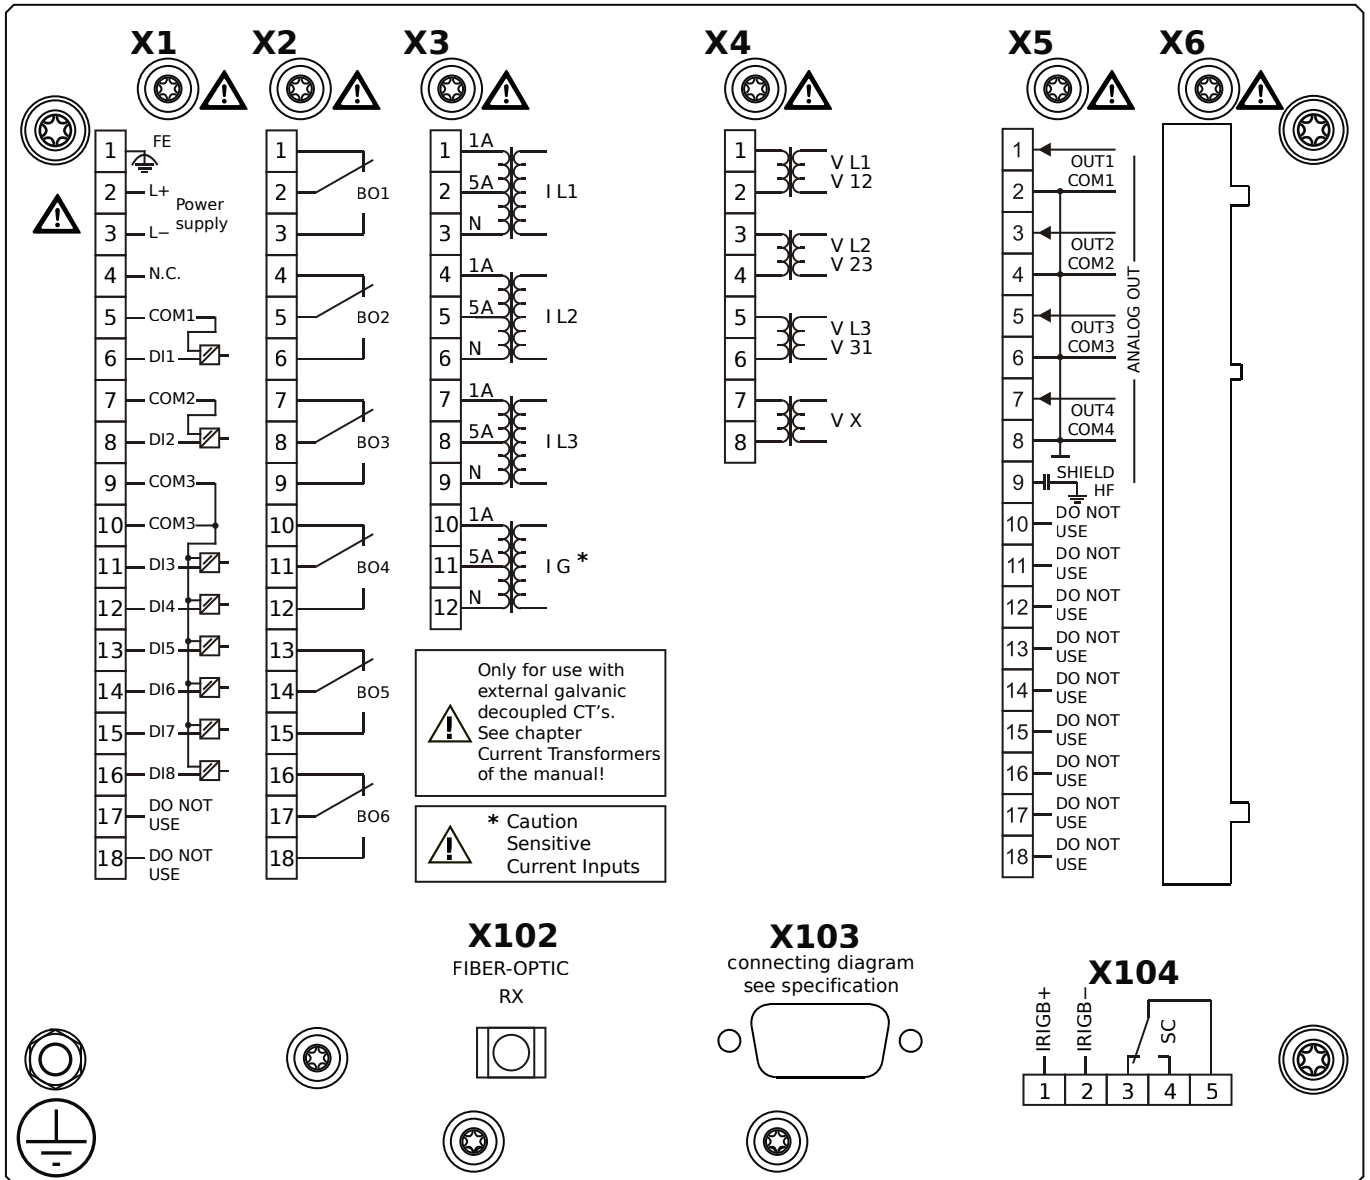 X1 X2 X3 X4 X5 X6
1 FE
2 L+
Power
supply
3 L−
4 N.C.
5 COM1
6 DI1
7 COM2
8 DI2
9 COM3
10 COM3
11 DI3
12 DI4
13 DI5
14 DI6
15 DI7
16 DI8
17 DO NOT
USE
18 DO NOT
USE
1
2 BO1
3
4
5 BO2
6
7
8 BO3
9
10
11 BO4
12
13
14 BO5
15
16
17 BO6
18
1 1A
2 5A I L1
3 N
4 1A
5 5A I L2
6 N
7 1A
8 5A I L3
9 N
10 1A
11 5A I G *
12 N
Only for use with
external galvanic
decoupled CT's.
See chapter
Current Transformers
of the manual!
* Caution
Sensitive
Current Inputs
1 V L1
2 V 12
3 V L2
4 V 23
5 V L3
6 V 31
7 V X
8
1 OUT1
2 COM1
3 OUT2
4 COM2
5 OUT3
6 COM3
7 OUT4
8 COM4
ANALOG OUT
9 SHIELD
HF
10 DO NOT
USE
11 DO NOT
USE
12 DO NOT
USE
13 DO NOT
USE
14 DO NOT
USE
15 DO NOT
USE
16 DO NOT
USE
17 DO NOT
USE
18 DO NOT
USE
X102
FIBER-OPTIC
RX
X103
connecting diagram
see specification
X104
IRIGB+
IRIGB−
SC
1 2 3 4 5